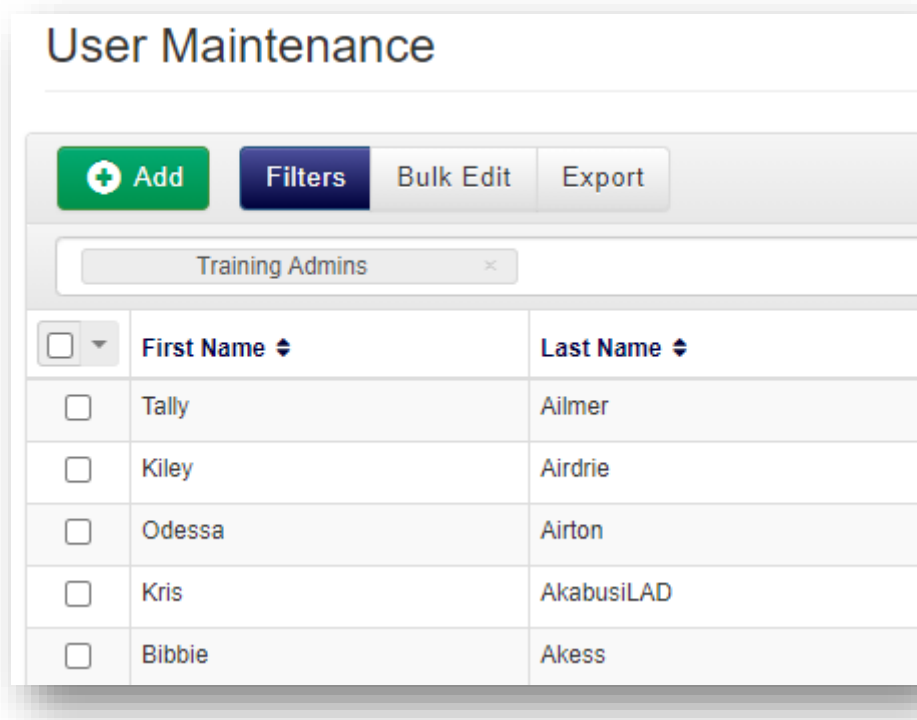 User Maintenance
Add Filters Bulk Edit Export
Training Admins ×
First Name Last Name
Tally Ailmer
Kiley Airdrie
Odessa Airton
Kris AkabusiLAD
Bibbie Akess